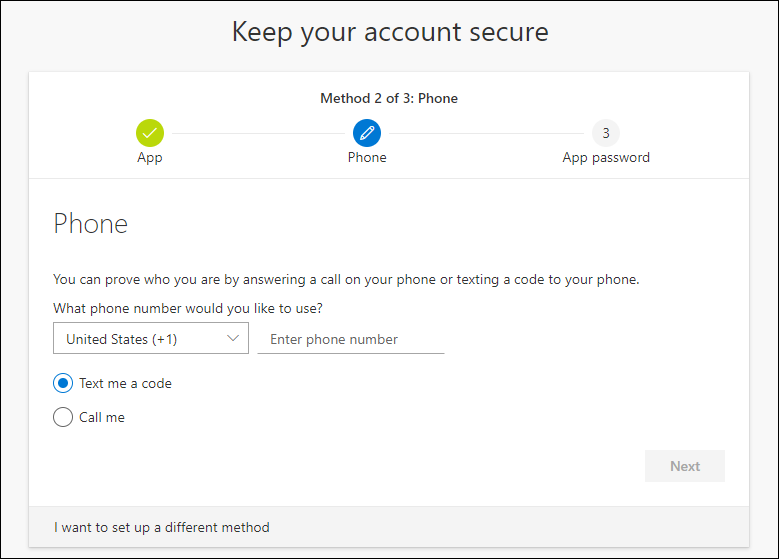 Keep your account secure
Method 2 of 3: Phone
3
App
Phone
App password
Phone
You can prove who you are by answering a call on your phone or texting a code to your phone.
What phone number would you like to use?
United States (+1)
Enter phone number
Text me a code
Call me
Next
I want to set up a different method